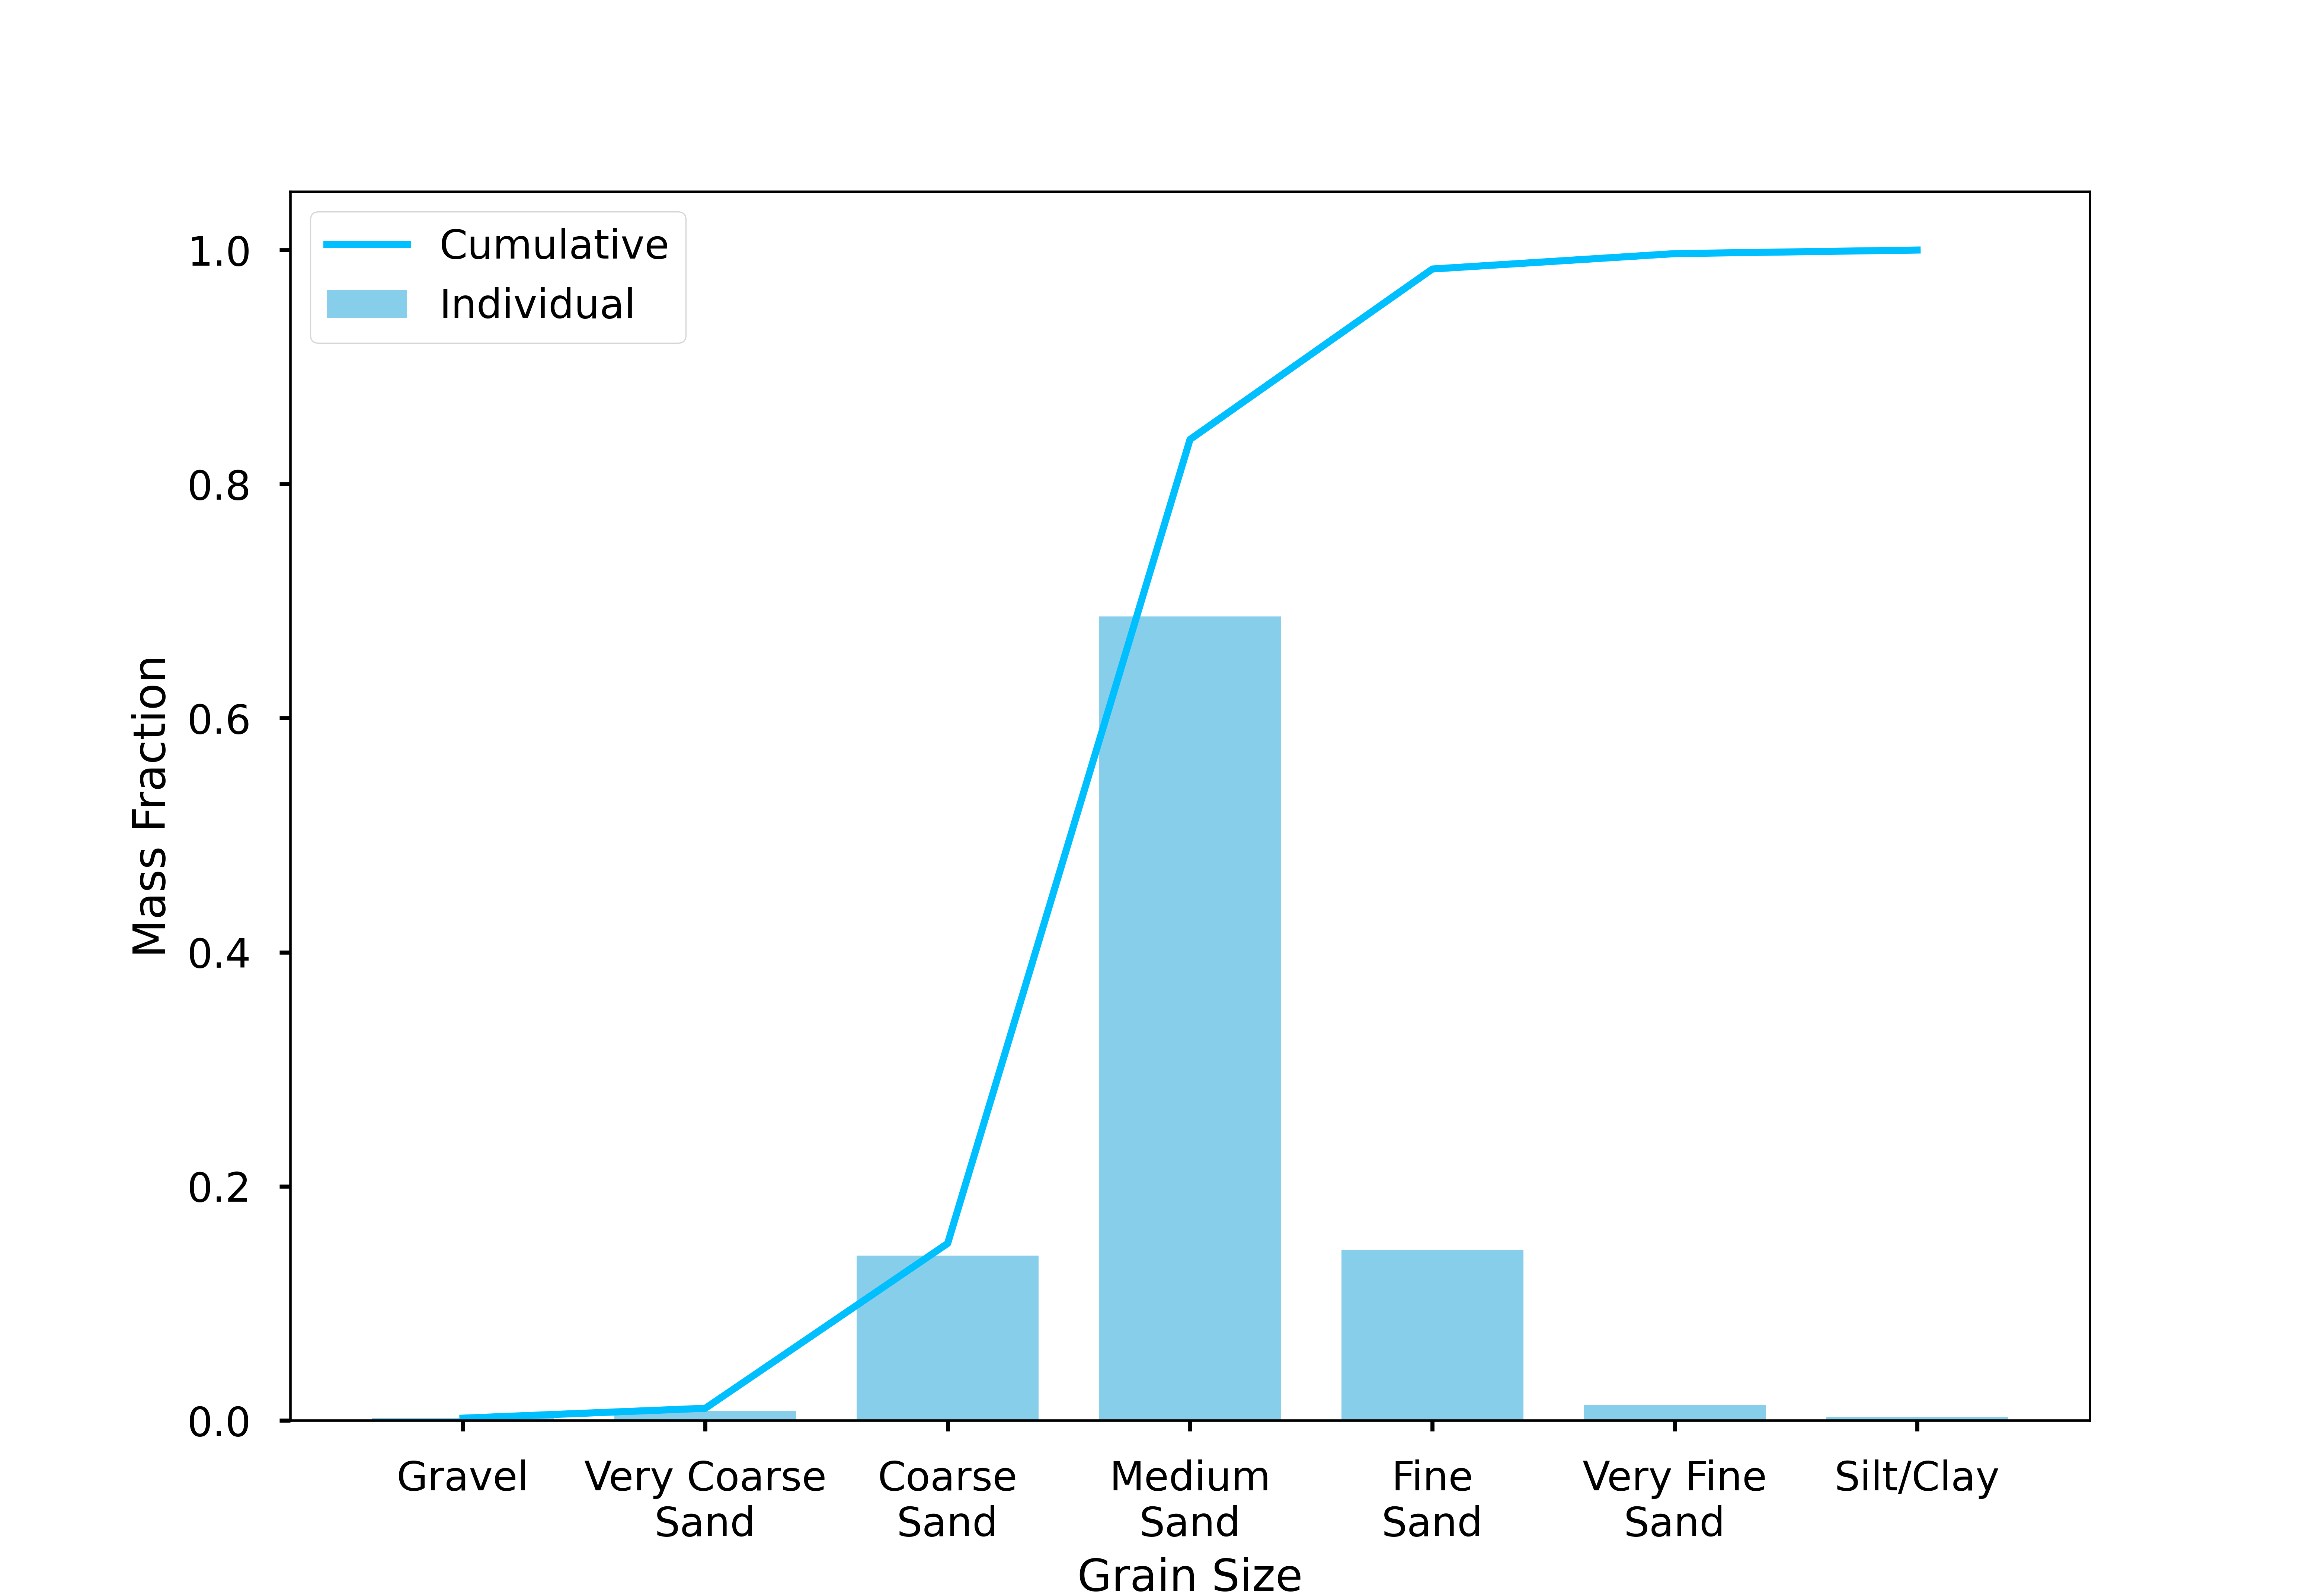 Cumulative
Individual
1.0
0.8
0.6
0.4
0.2
0.0
Mass Fraction
Gravel
Very Coarse
Sand
Coarse
Sand
Medium
Sand
Fine
Sand
Very Fine
Sand
Silt/Clay
Grain Size